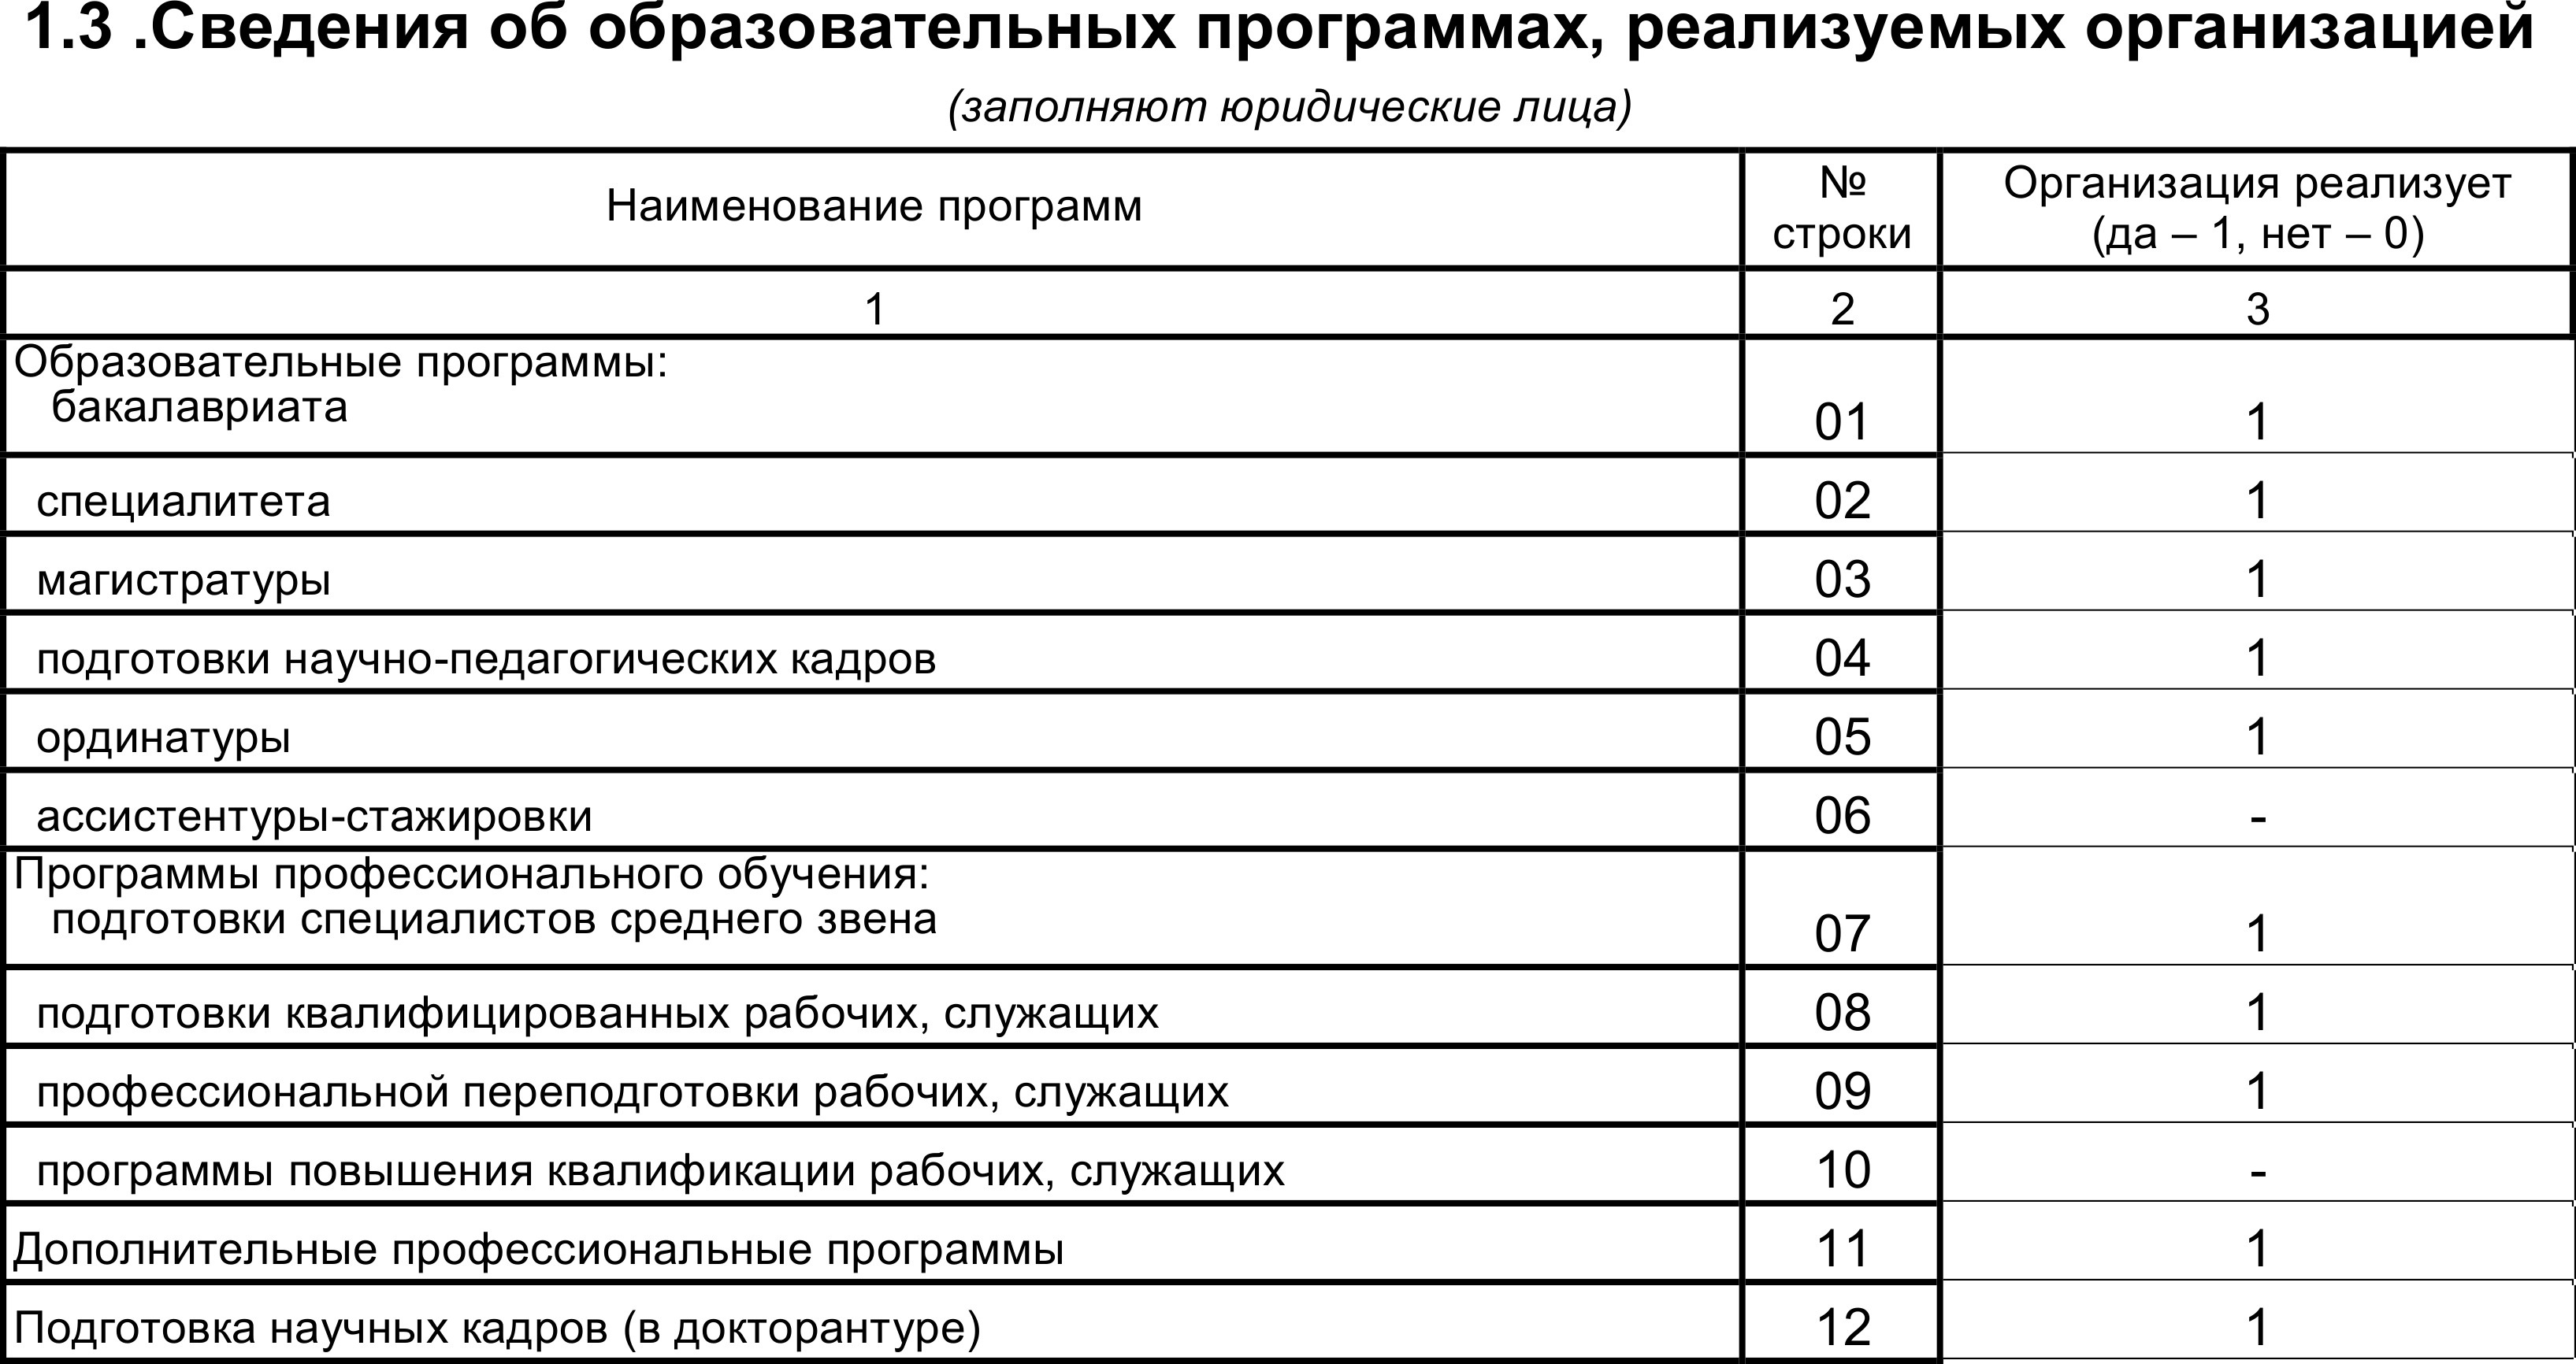 1.3 .Сведения об образовательных программах, реализуемых организацией
(заполняют юридические лица)
Наименование программ
№
строки
Организация реализует
(да – 1, нет – 0)
1 2 3
Образовательные программы:
бакалавриата 01 1
специалитета 02 1
магистратуры 03 1
подготовки научно-педагогических кадров 04 1
ординатуры 05 1
ассистентуры-стажировки 06 -
Программы профессионального обучения:
подготовки специалистов среднего звена 07 1
подготовки квалифицированных рабочих, служащих 08 1
профессиональной переподготовки рабочих, служащих 09 1
программы повышения квалификации рабочих, служащих 10 -
Дополнительные профессиональные программы 11 1
Подготовка научных кадров (в докторантуре) 12 1